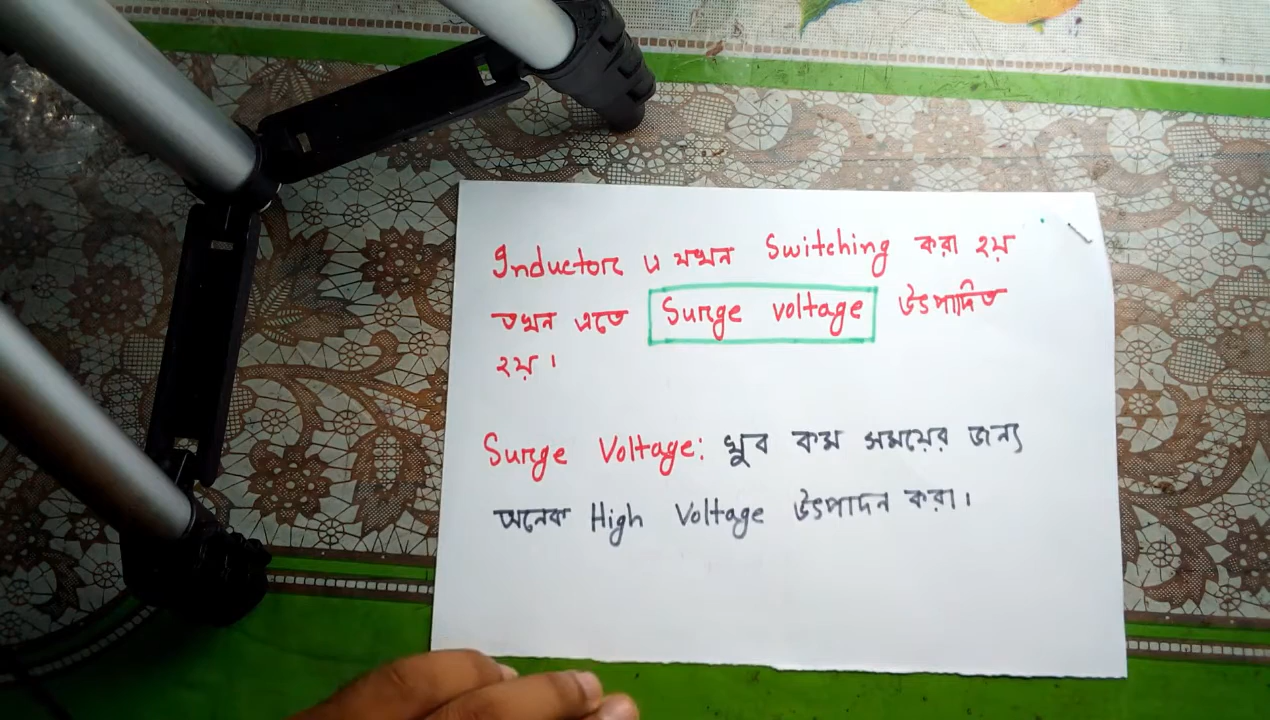 Inductor এ যখন Switching করা হয়
তখন এতে Surge voltage উৎপাদিত
হয়।
Surge Voltage: খুব কম সময়ের জন্য
অনেক High Voltage উৎপাদন করা।